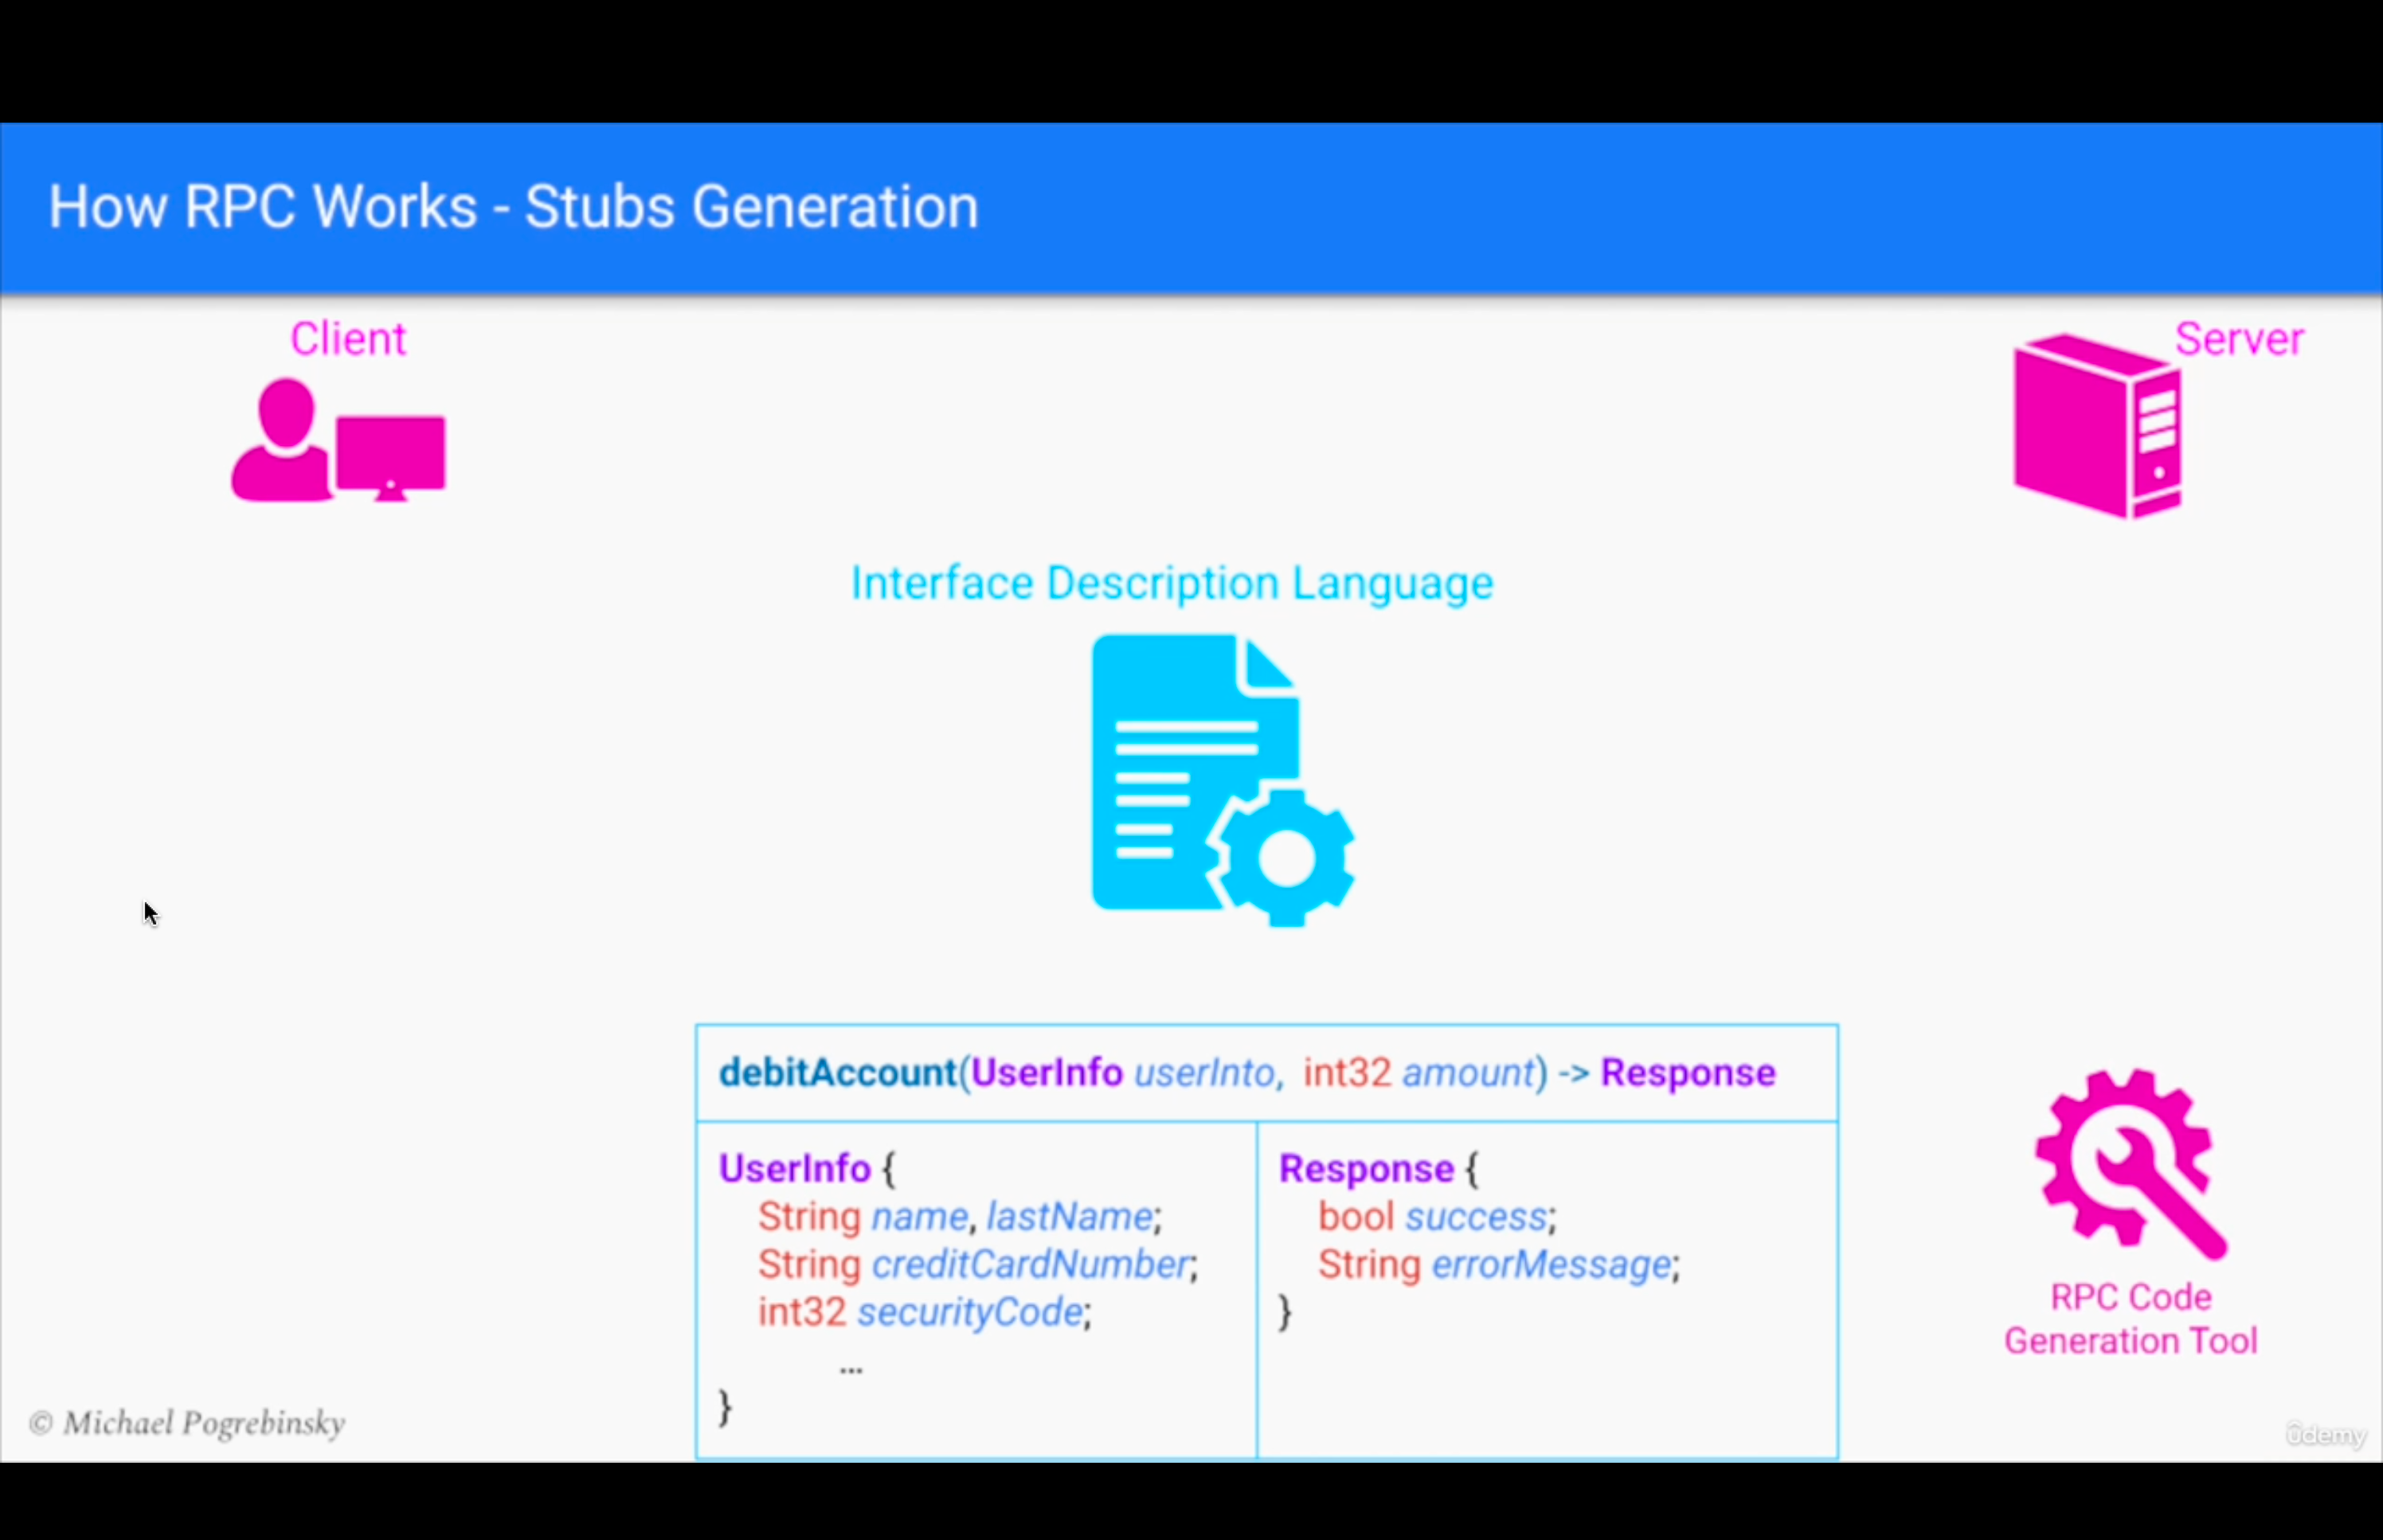 How RPC Works - Stubs Generation
Client
Server
Interface Description Language
debitAccount(UserInfo userInto, int32 amount) -> Response
UserInfo {
String name, lastName;
String creditCardNumber;
int32 securityCode;
...
}
Response {
bool success;
String errorMessage;
}
RPC Code
Generation Tool
© Michael Pogrebinsky
ûdemy